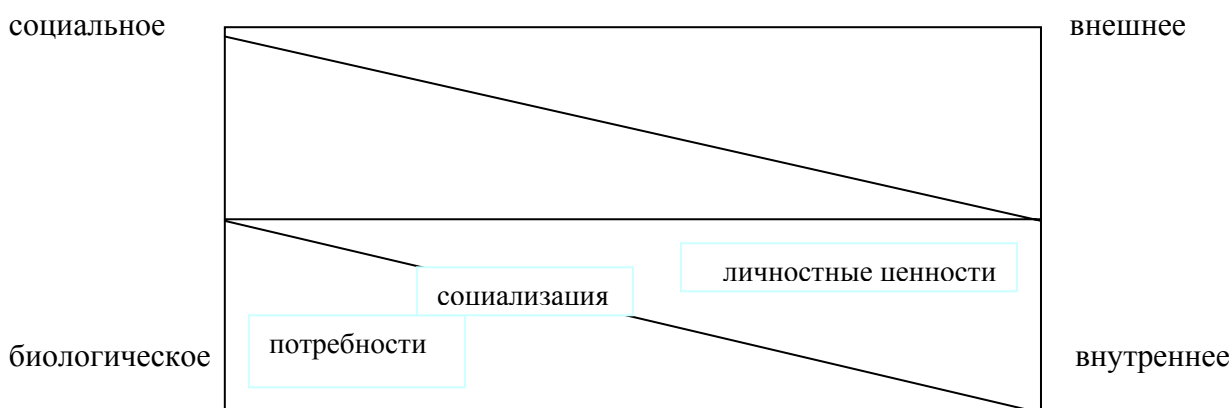 социальное
внешнее
личностные ценности
социализация
потребности
биологическое
внутреннее